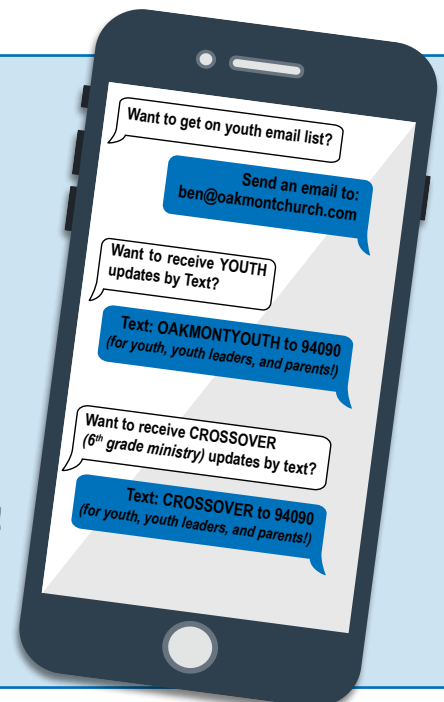 Want to get on youth email list?
Send an email to:
ben@oakmontchurch.com
Want to receive YOUTH
updates by Text?
Text: OAKMONTYOUTH to 94090
(for youth, youth leaders, and parents!)
Want to receive CROSSOVER
(6th grade ministry) updates by text?
Text: CROSSOVER to 94090
(for youth, youth leaders, and parents!)
!